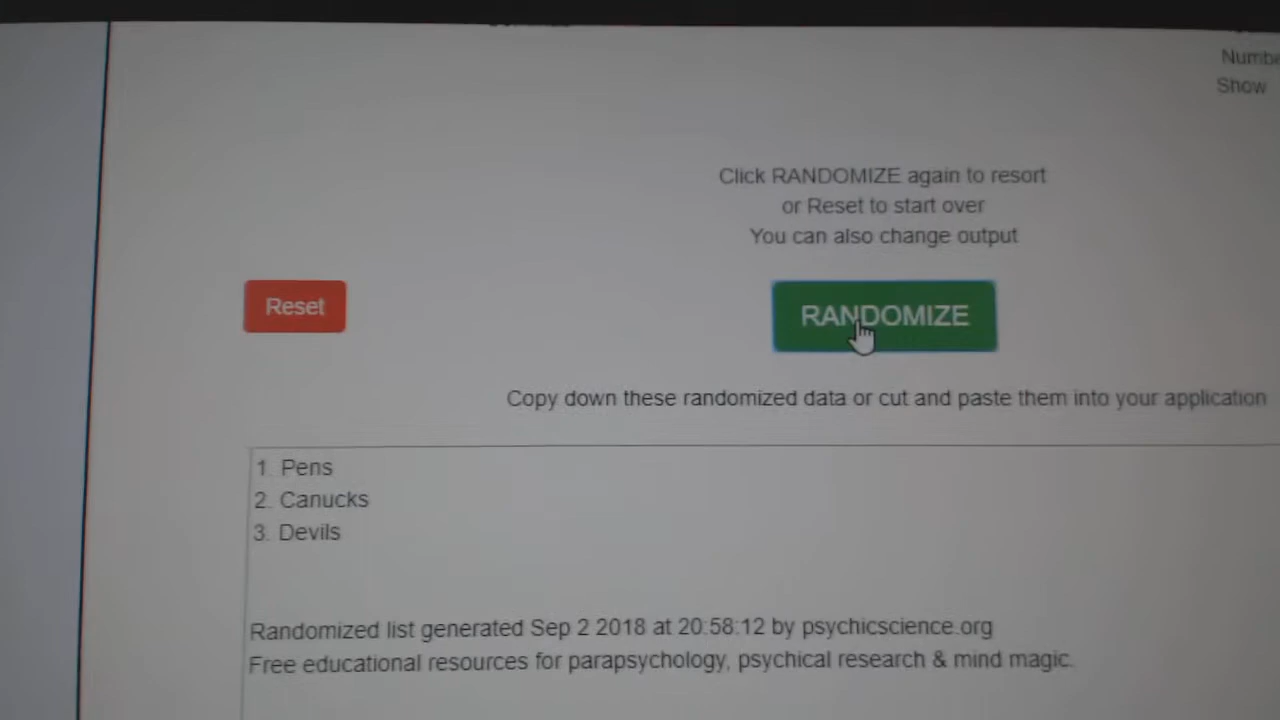 Show
Click RANDOMIZE again to resort
or Reset to start over
You can also change output
Reset
RANDOMIZE
Copy down these randomized data or cut and paste them into your application
1. Pens
2. Canucks
3. Devils
Randomized list generated Sep 2 2018 at 20:58:12 by psychicscience.org
Free educational resources for parapsychology, psychical research & mind magic.